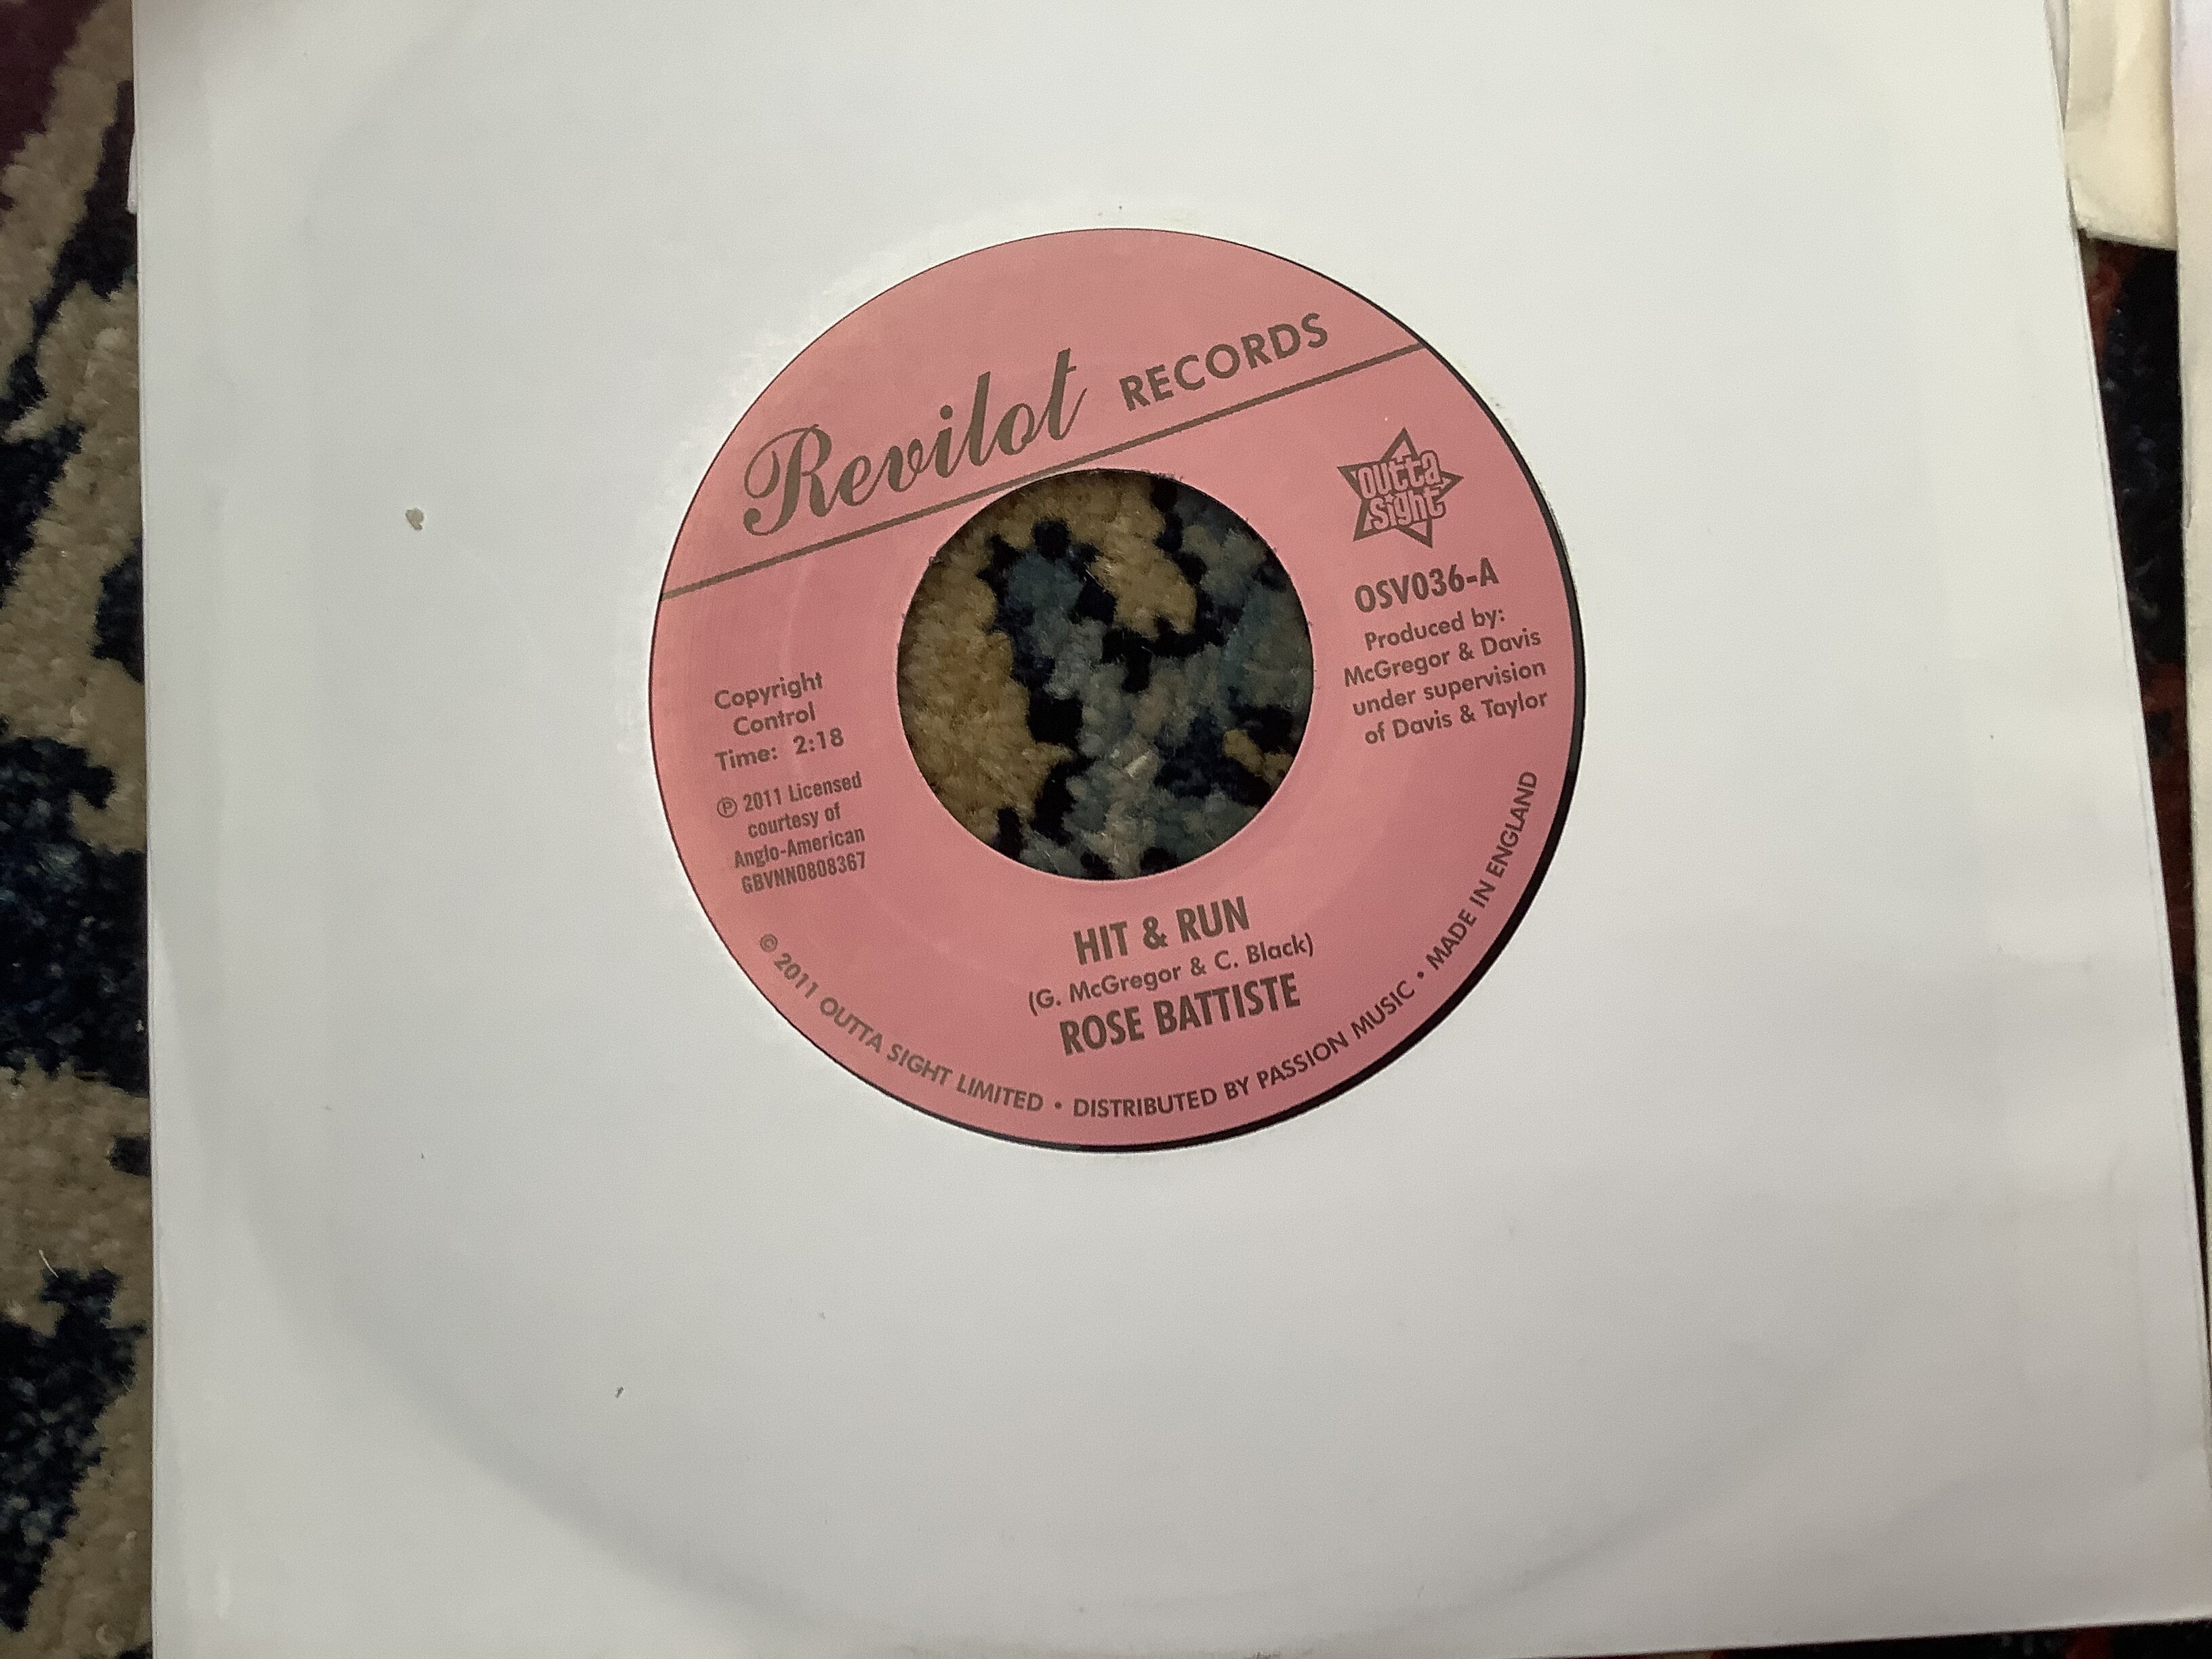 Revilot RECORDS
outta
Sight
OSV036-A
Produced by:
McGregor & Davis
under supervision
of Davis & Taylor
Copyright
Control
Time: 2:18
℗ 2011 Licensed
courtesy of
Anglo-American
GBVNN0808367
HIT & RUN
(G. McGregor & C. Black)
ROSE BATTISTE
© 2011 OUTTA SIGHT LIMITED • DISTRIBUTED BY PASSION MUSIC • MADE IN ENGLAND